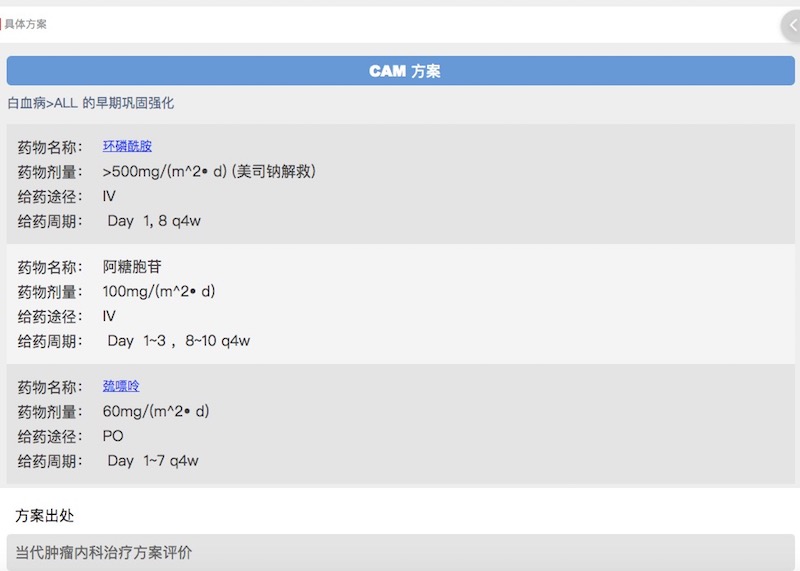 具体方案
CAM 方案
白血病>ALL 的早期巩固强化
药物名称： 环磷酰胺
药物剂量： >500mg/(m^2• d) (美司钠解救)
给药途径： IV
给药周期： Day 1, 8 q4w
药物名称： 阿糖胞苷
药物剂量： 100mg/(m^2• d)
给药途径： IV
给药周期： Day 1~3 ，8~10 q4w
药物名称： 巯嘌呤
药物剂量： 60mg/(m^2• d)
给药途径： PO
给药周期： Day 1~7 q4w
方案出处
当代肿瘤内科治疗方案评价